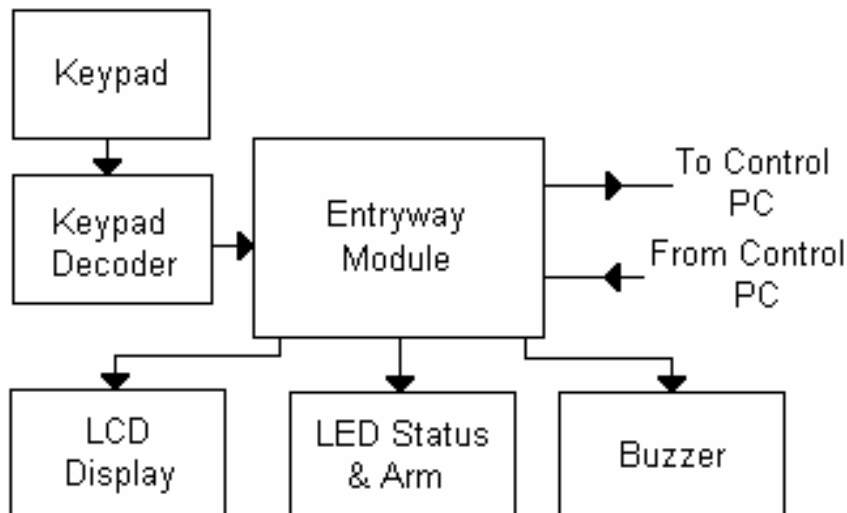 Keypad
Keypad
Decoder
Entryway
Module
To Control
PC
From Control
PC
LCD
Display
LED Status
& Arm
Buzzer